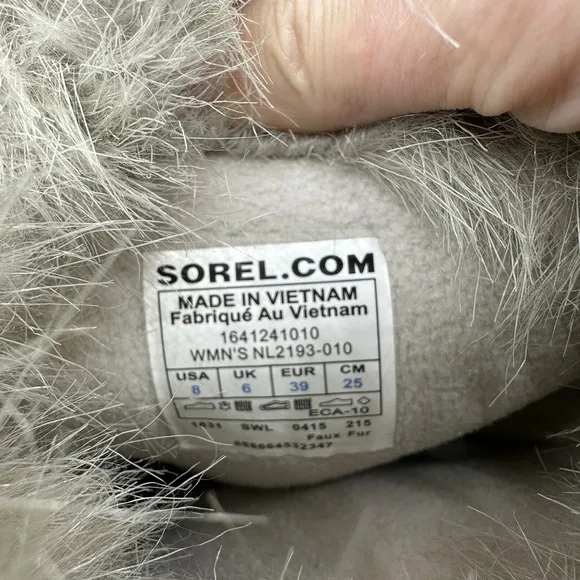 SOREL.COM
MADE IN VIETNAM
Fabriqué Au Vietnam
1641241010
WMN'S NL2193-010
USA UK EUR CM
8 6 39 25
ECA-10
1631 SWL 0415 215
Faux Fur